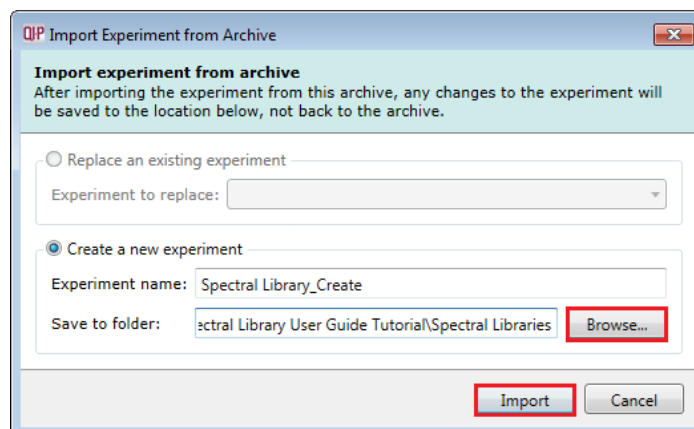 QIP Import Experiment from Archive
Import experiment from archive
After importing the experiment from this archive, any changes to the experiment will
be saved to the location below, not back to the archive.
Replace an existing experiment
Experiment to replace:
Create a new experiment
Experiment name: Spectral Library_Create
Save to folder: ectral Library User Guide Tutorial\Spectral Libraries Browse...
Import Cancel